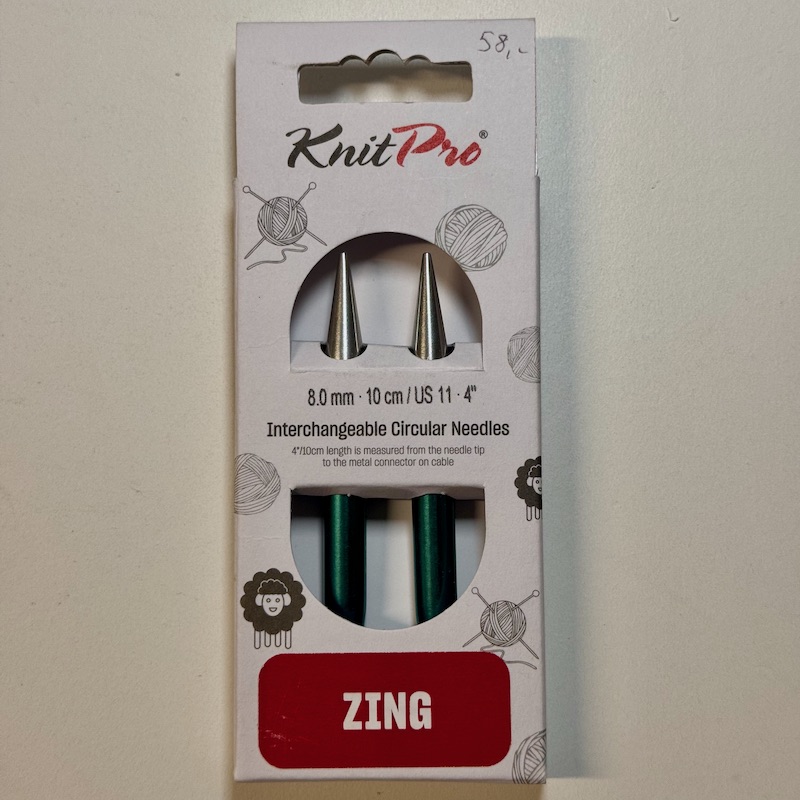 58,-
KnitPro®
8.0 mm · 10 cm / US 11 · 4"
Interchangeable Circular Needles
4"/10cm length is measured from the needle tip
to the metal connector on cable
ZING